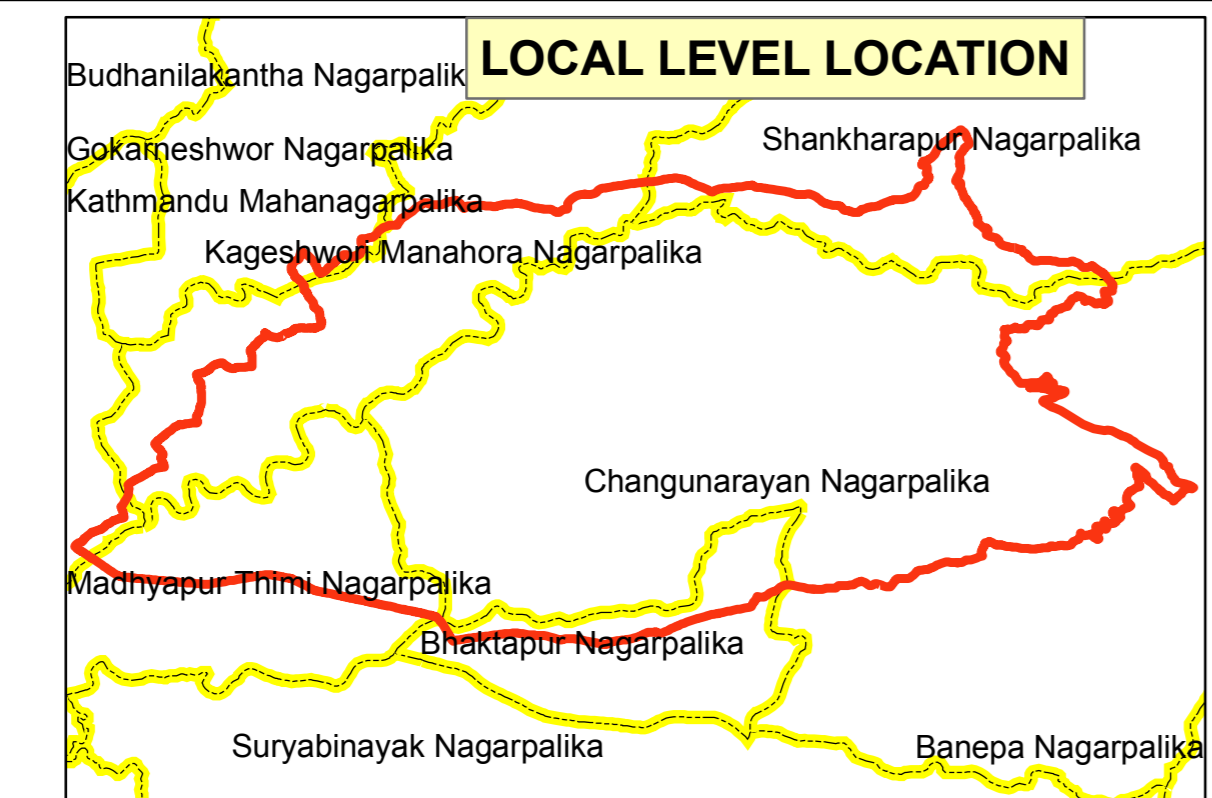 LOCAL LEVEL LOCATION
Budhanilakantha Nagarpalik
Shankharapur Nagarpalika
Gokarneshwor Nagarpalika
Kathmandu Mahanagarpalika
Kageshwori Manahora Nagarpalika
Changunarayan Nagarpalika
Madhyapur Thimi Nagarpalika
Bhaktapur Nagarpalika
Suryabinayak Nagarpalika
Banepa Nagarpalika